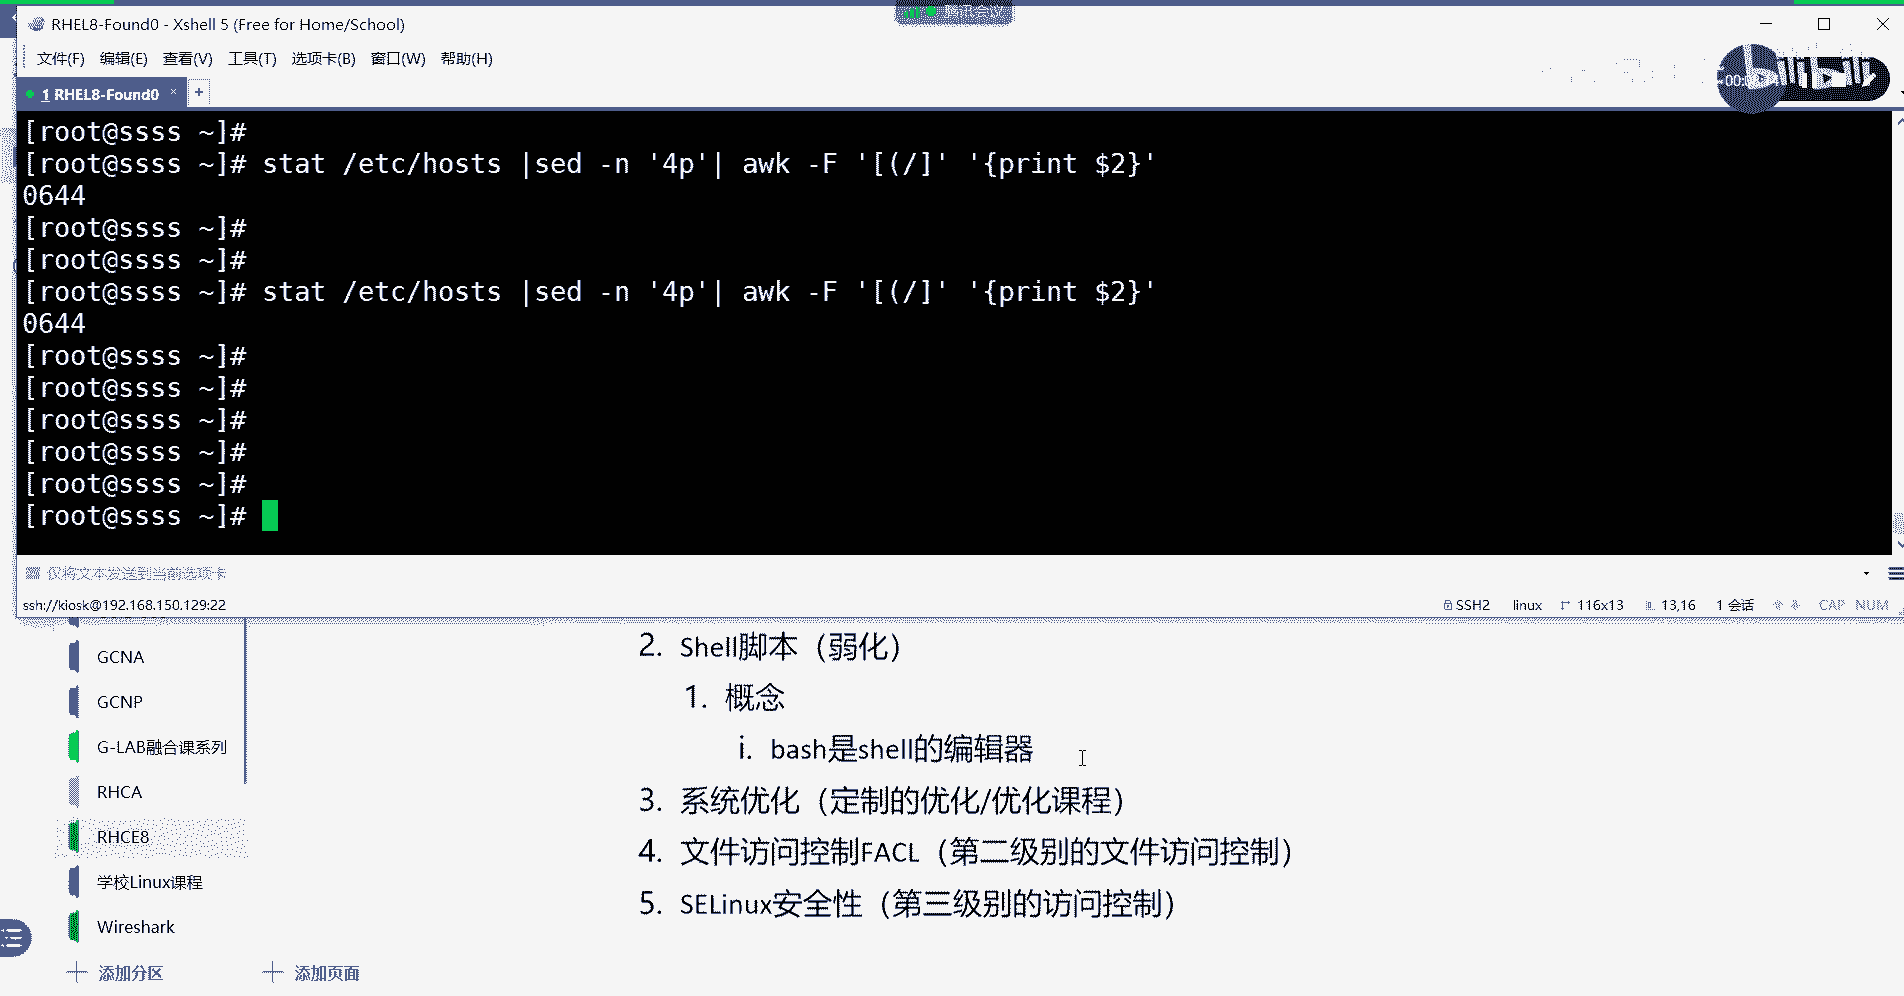 腾讯会议
RHEL8-Found0 - Xshell 5 (Free for Home/School)
文件(F) 编辑(E) 查看(V) 工具(T) 选项卡(B) 窗口(W) 帮助(H)
1 RHEL8-Found0 × +
[root@ssss ~]#
[root@ssss ~]# stat /etc/hosts |sed -n '4p'| awk -F '[(/]' '{print $2}'
0644
[root@ssss ~]#
[root@ssss ~]#
[root@ssss ~]# stat /etc/hosts |sed -n '4p'| awk -F '[(/]' '{print $2}'
0644
[root@ssss ~]#
[root@ssss ~]#
[root@ssss ~]#
[root@ssss ~]#
[root@ssss ~]#
[root@ssss ~]#
仅将文本发送到当前选项卡
ssh://kiosk@192.168.150.129:22 SSH2 linux 116x13 13,16 1 会话 CAP NUM
GCNA
GCNP
G-LAB融合课系列
RHCA
RHCE8
学校Linux课程
Wireshark
添加分区 添加页面
2. Shell脚本（弱化）
1. 概念
i. bash是shell的编辑器
3. 系统优化（定制的优化/优化课程）
4. 文件访问控制FACL（第二级别的文件访问控制）
5. SELinux安全性（第三级别的访问控制）